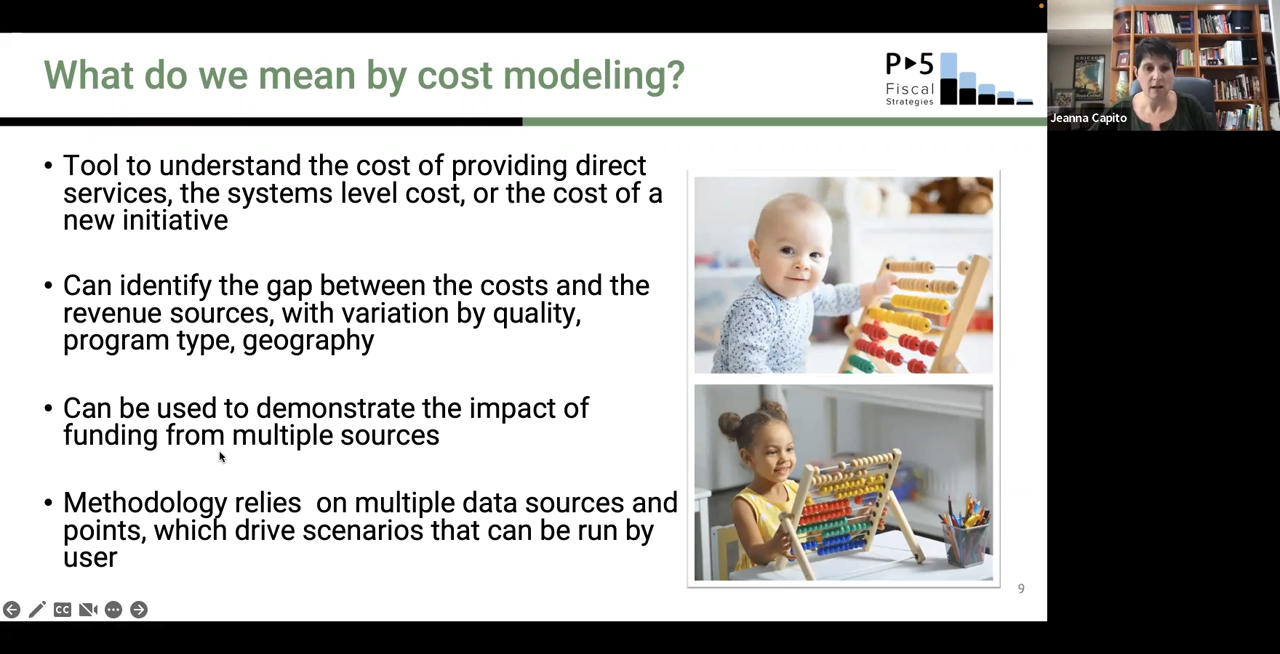 What do we mean by cost modeling?
P▸5
Fiscal
Strategies
Jeanna Capito
• Tool to understand the cost of providing direct
services, the systems level cost, or the cost of a
new initiative
• Can identify the gap between the costs and the
revenue sources, with variation by quality,
program type, geography
• Can be used to demonstrate the impact of
funding from multiple sources
• Methodology relies  on multiple data sources and
points, which drive scenarios that can be run by
user
9
CC